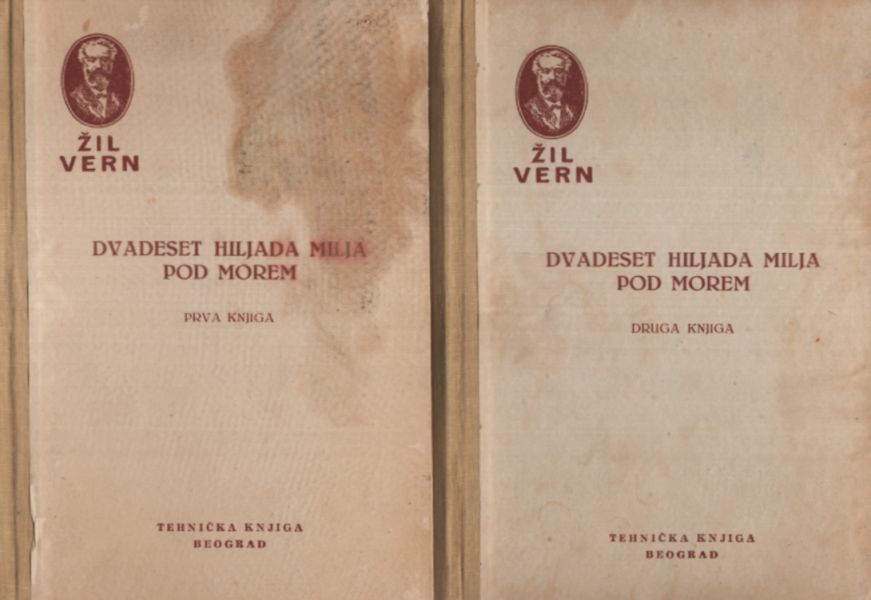 ŽIL
VERN
DVADESET HILJADA MILJA
POD MOREM
PRVA KNJIGA
TEHNIČKA KNJIGA
BEOGRAD
ŽIL
VERN
DVADESET HILJADA MILJA
POD MOREM
DRUGA KNJIGA
TEHNIČKA KNJIGA
BEOGRAD